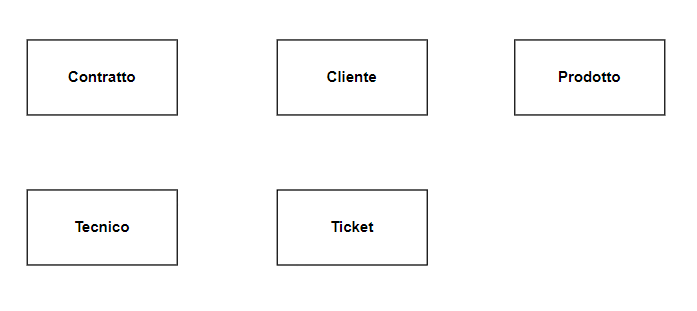 Contratto
Cliente
Prodotto
Tecnico
Ticket